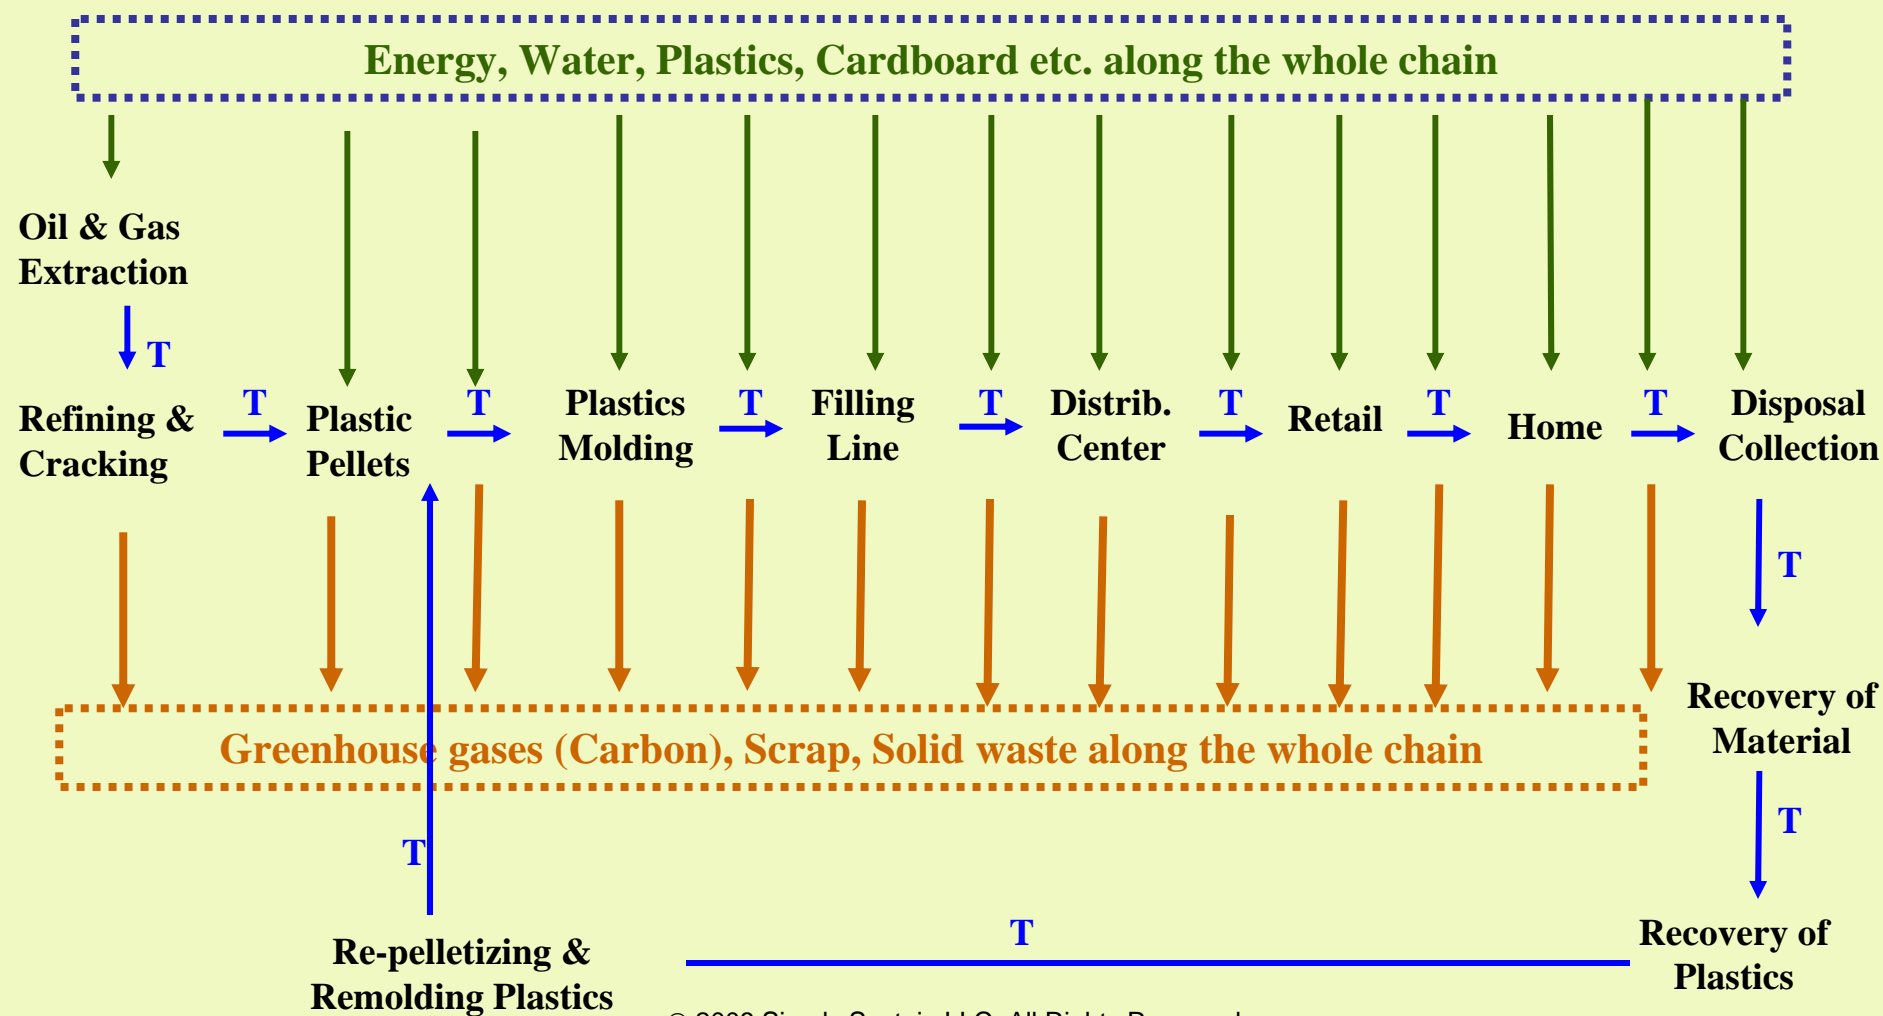 Energy, Water, Plastics, Cardboard etc. along the whole chain
Oil & Gas
Extraction
T
Refining &
Cracking
T
Plastic
Pellets
T
Plastics
Molding
T
Filling
Line
T
Distrib.
Center
T
Retail
T
Home
T
Disposal
Collection
T
Recovery of
Material
Greenhouse gases (Carbon), Scrap, Solid waste along the whole chain
T
Recovery of
Plastics
T
Re-pelletizing &
Remolding Plastics
T